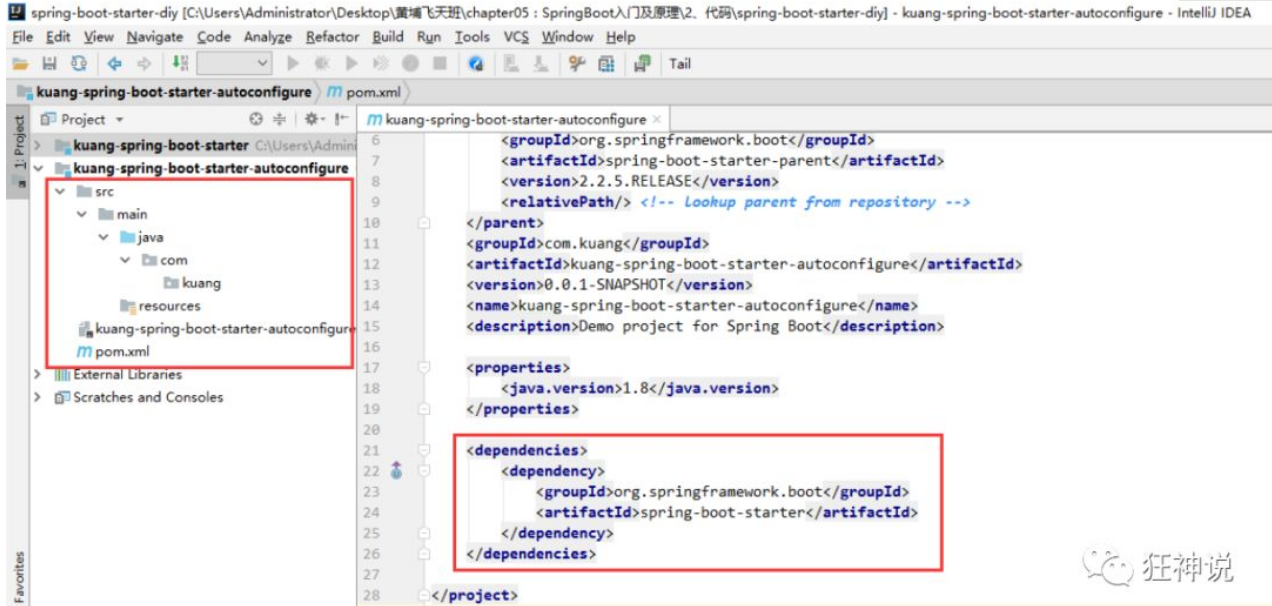 spring-boot-starter-diy [C:\Users\Administrator\Desktop\黄埔飞天班\chapter05：SpringBoot入门及原理\2、代码\spring-boot-starter-diy] - kuang-spring-boot-starter-autoconfigure - IntelliJ IDEA
File Edit View Navigate Code Analyze Refactor Build Run Tools VCS Window Help
Tail
kuang-spring-boot-starter-autoconfigure pom.xml
1: Project
Project
kuang-spring-boot-starter C:\Users\Admini
kuang-spring-boot-starter-autoconfigure
src
main
java
com
kuang
resources
kuang-spring-boot-starter-autoconfigure
pom.xml
External Libraries
Scratches and Consoles
Favorites
kuang-spring-boot-starter-autoconfigure
6 <groupId>org.springframework.boot</groupId>
7 <artifactId>spring-boot-starter-parent</artifactId>
8 <version>2.2.5.RELEASE</version>
9 <relativePath/> <!-- lookup parent from repository -->
10 </parent>
11 <groupId>com.kuang</groupId>
12 <artifactId>kuang-spring-boot-starter-autoconfigure</artifactId>
13 <version>0.0.1-SNAPSHOT</version>
14 <name>kuang-spring-boot-starter-autoconfigure</name>
15 <description>Demo project for Spring Boot</description>
16
17 <properties>
18 <java.version>1.8</java.version>
19 </properties>
20
21 <dependencies>
22 <dependency>
23 <groupId>org.springframework.boot</groupId>
24 <artifactId>spring-boot-starter</artifactId>
25 </dependency>
26 </dependencies>
27
28 </project>
狂神说